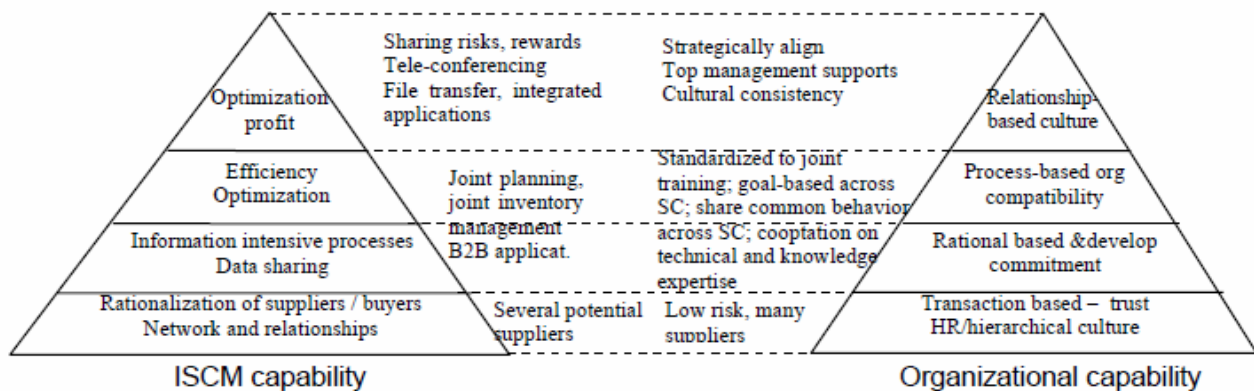 Sharing risks, rewards
Tele-conferencing
File transfer, integrated
applications
Strategically align
Top management supports
Cultural consistency
Optimization
profit
Relationship-
based culture
Efficiency
Optimization
Joint planning,
joint inventory
management
B2B applicat.
Standardized to joint
training; goal-based across
SC; share common behavior
across SC; cooptation on
technical and knowledge
expertise
Process-based org
compatibility
Information intensive processes
Data sharing
Rational based &develop
commitment
Rationalization of suppliers / buyers
Network and relationships
Several potential
suppliers
Low risk, many
suppliers
Transaction based – trust
HR/hierarchical culture
ISCM capability
Organizational capability